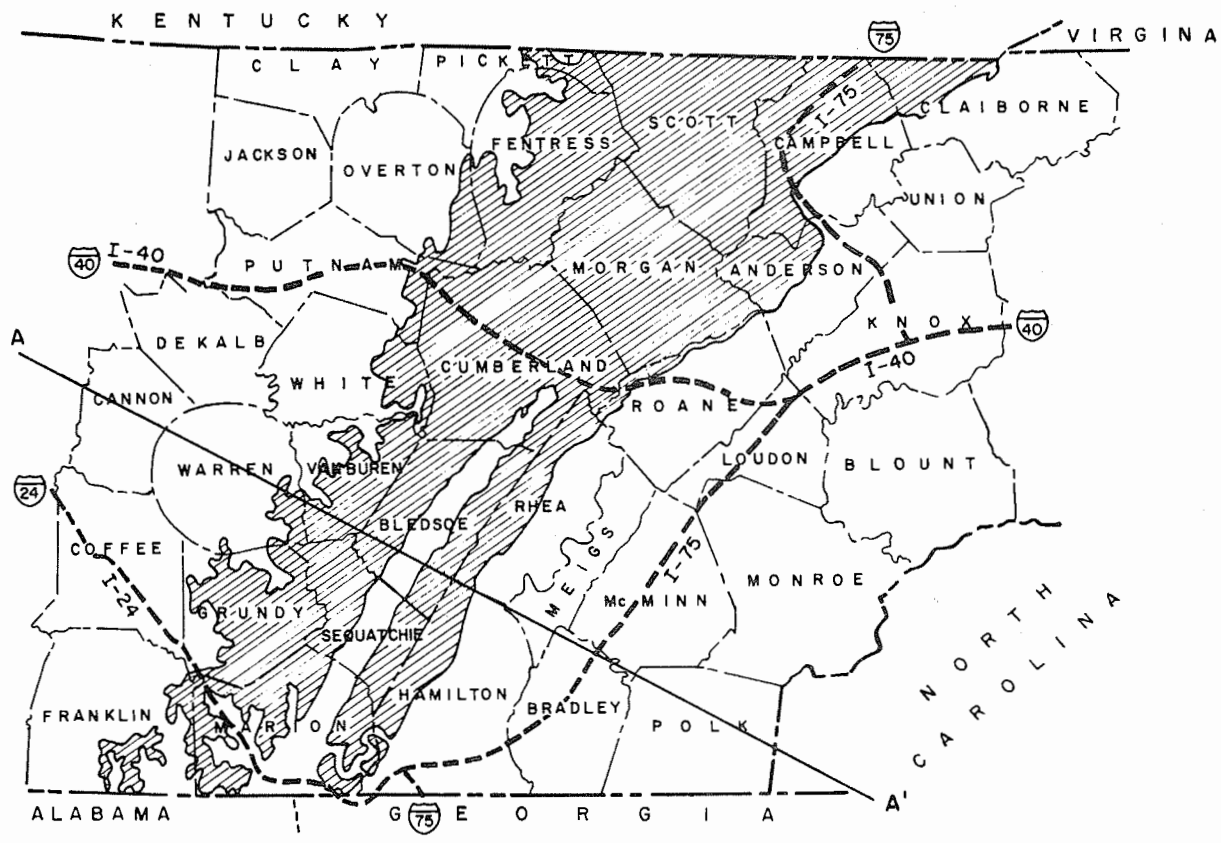 KENTUCKY
VIRGINIA
75
I-75
CLAY
PICKETT
SCOTT
CLAIBORNE
CAMPBELL
FENTRESS
JACKSON
OVERTON
UNION
40
I-40
PUTNAM
MORGAN
ANDERSON
KNOX
40
I-40
A
DEKALB
WHITE
CUMBERLAND
CANNON
ROANE
WARREN
VAN BUREN
LOUDON
BLOUNT
24
I-24
COFFEE
BLEDSOE
RHEA
MEIGS
I-75
MONROE
McMINN
GRUNDY
SEQUATCHIE
NORTH
CAROLINA
FRANKLIN
MARION
HAMILTON
BRADLEY
POLK
A'
ALABAMA
GEORGIA
75